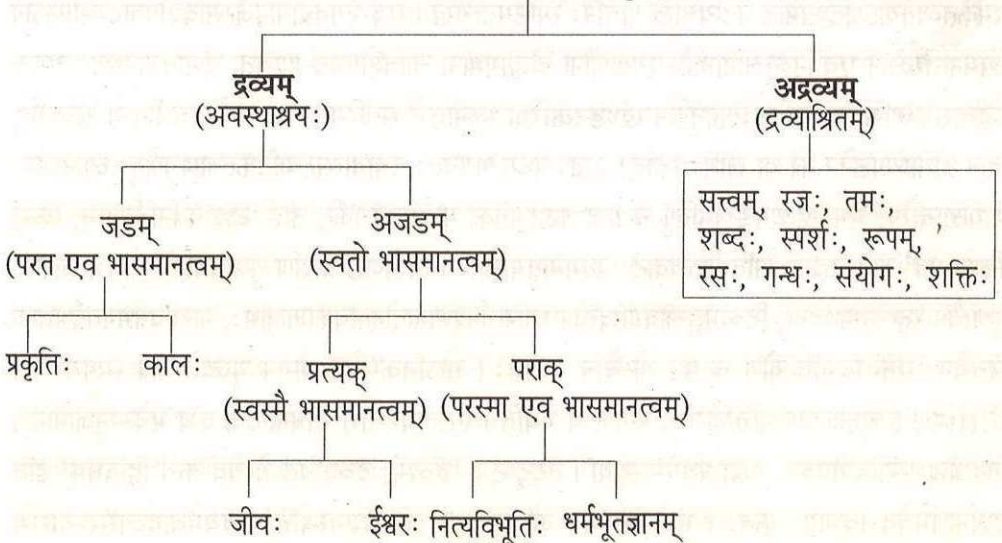 द्रव्यम्
(अवस्थाश्रयः)
अद्रव्यम्
(द्रव्याश्रितम्)
जडम्
(परत एव भासमानत्वम्)
अजडम्
(स्वतो भासमानत्वम्)
सत्त्वम्, रजः, तमः,
शब्दः, स्पर्शः, रूपम्,
रसः, गन्धः, संयोगः, शक्तिः
प्रकृतिः
कालः
प्रत्यक्
(स्वस्मै भासमानत्वम्)
पराक्
(परस्मा एव भासमानत्वम्)
जीवः
ईश्वरः
नित्यविभूतिः
धर्मभूतज्ञानम्